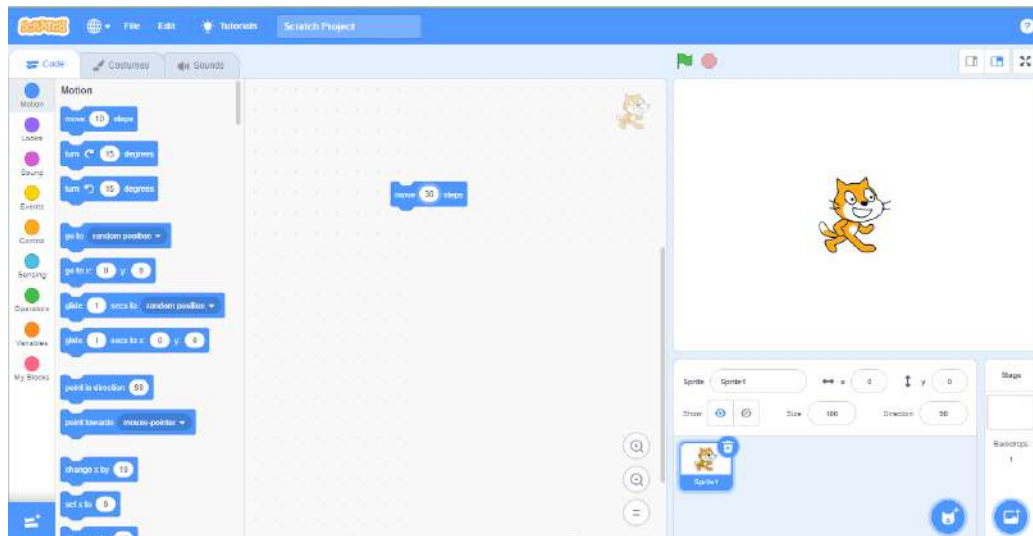 SCRATCH
File Edit Tutorials Scratch Project
Code Costumes Sounds
Motion
Looks
Sound
Events
Control
Sensing
Operators
Variables
My Blocks
Motion
move 10 steps
turn 15 degrees
turn 15 degrees
go to random position
go to x: 0 y: 0
glide 1 secs to random position
glide 1 secs to x: 0 y: 0
point in direction 90
point towards mouse-pointer
change x by 10
set x to 0
move 30 steps
Sprite Sprite1 x 0 y 0
Show Size 100 Direction 90
Sprite1
Stage
Backdrops
1